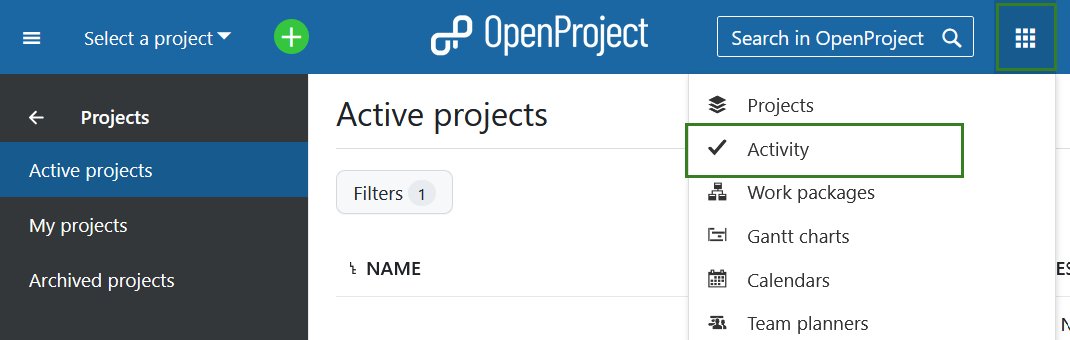 Select a project
OpenProject
Search in OpenProject
Projects
Active projects
My projects
Archived projects
Active projects
Filters 1
NAME
Projects
Activity
Work packages
Gantt charts
Calendars
Team planners